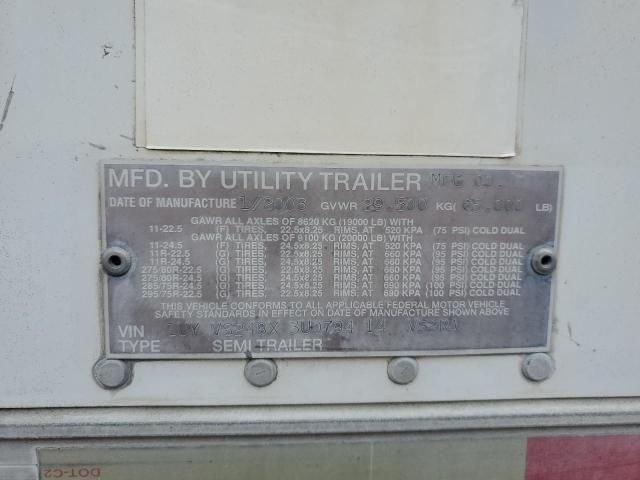 MFD. BY UTILITY TRAILER MFG CO.
DATE OF MANUFACTURE 1/2003 GVWR 29.500 KG( 65.000 LB)
GAWR ALL AXLES OF 8620 KG (19000 LB) WITH
11-22.5 (F) TIRES, 22.5x8.25 RIMS, AT 520 KPA (75 PSI) COLD DUAL
GAWR ALL AXLES OF 9100 KG (20000 LB) WITH
11-24.5 (F) TIRES, 24.5x8.25 RIMS, AT 520 KPA (75 PSI) COLD DUAL
11R-22.5 (G) TIRES, 22.5x8.25 RIMS, AT 660 KPA (95 PSI) COLD DUAL
11R-24.5 (G) TIRES, 24.5x8.25 RIMS, AT 660 KPA (95 PSI) COLD DUAL
275/80R-22.5 (G) TIRES, 22.5x8.25 RIMS, AT 660 KPA (95 PSI) COLD DUAL
275/80R-24.5 (G) TIRES, 24.5x8.25 RIMS, AT 660 KPA (95 PSI) COLD DUAL
285/75R-24.5 (G) TIRES, 24.5x8.25 RIMS, AT 690 KPA (100 PSI) COLD DUAL
295/75R-22.5 (G) TIRES, 22.5x8.25 RIMS, AT 690 KPA (100 PSI) COLD DUAL
THIS VEHICLE CONFORMS TO ALL APPLICABLE FEDERAL MOTOR VEHICLE
SAFETY STANDARDS IN EFFECT ON DATE OF MANUFACTURE SHOWN ABOVE
VIN
TYPE SEMI TRAILER
DOT-C2